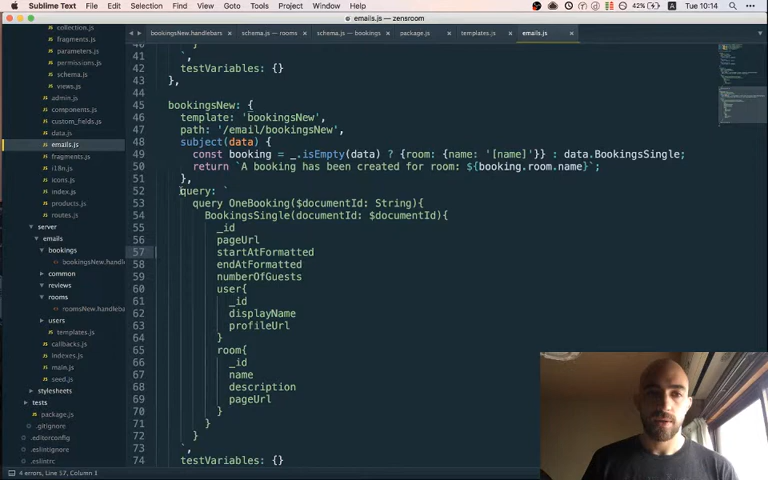 Sublime Text File Edit Selection Find View Goto Tools Project Window Help 42% A Tue 10:14
emails.js — zensroom
bookingsNew.handlebars schema.js — rooms schema.js — bookings package.js templates.js emails.js
collection.js
fragments.js
parameters.js
permissions.js
schema.js
views.js
admin.js
components.js
custom_fields.js
data.js
emails.js
fragments.js
i18n.js
icons.js
index.js
products.js
routes.js
server
emails
bookings
bookingsNew.handle
common
reviews
rooms
roomsNew.handleba
users
templates.js
callbacks.js
indexes.js
main.js
seed.js
stylesheets
tests
package.js
.gitignore
.editorconfig
.eslintignore
.eslintrc
40 }
41 `,
42 testVariables: {}
43 },
44
45 bookingsNew: {
46 template: 'bookingsNew',
47 path: '/email/bookingsNew',
48 subject(data) {
49 const booking = _.isEmpty(data) ? {room: {name: '[name]'}} : data.BookingsSingle;
50 return `A booking has been created for room: ${booking.room.name}`;
51 },
52 query: `
53 query OneBooking($documentId: String){
54 BookingsSingle(documentId: $documentId){
55 _id
56 pageUrl
57 startAtFormatted
58 endAtFormatted
59 numberOfGuests
60 user{
61 _id
62 displayName
63 profileUrl
64 }
65 room{
66 _id
67 name
68 description
69 pageUrl
70 }
71 }
72 }
73 `,
74 testVariables: {}
4 errors, Line 57, Column 1